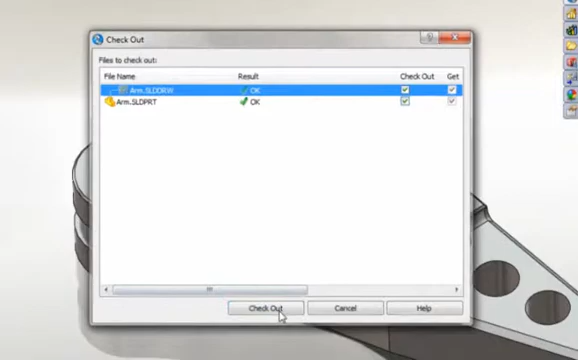 Check Out
Files to check out:
File Name Result Check Out Get
Arm.SLDDRW OK
Arm.SLDPRT OK
Check Out Cancel Help